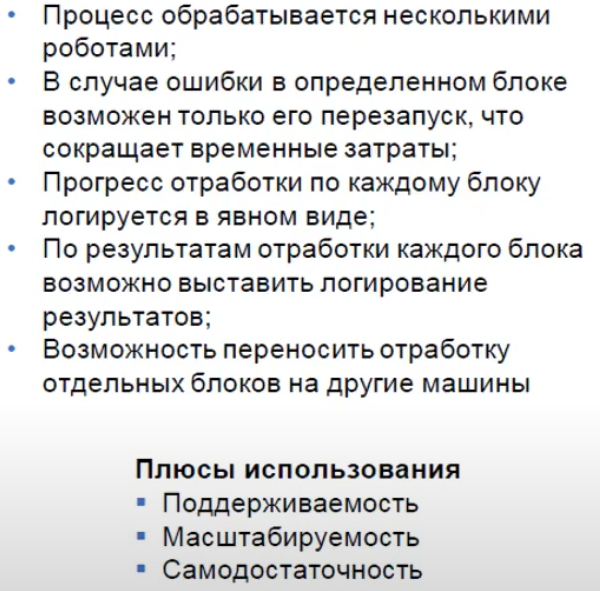 • Процесс обрабатывается несколькими
роботами;
• В случае ошибки в определенном блоке
возможен только его перезапуск, что
сокращает временные затраты;
• Прогресс отработки по каждому блоку
логируется в явном виде;
• По результатам отработки каждого блока
возможно выставить логирование
результатов;
• Возможность переносить отработку
отдельных блоков на другие машины
Плюсы использования
▪ Поддерживаемость
▪ Масштабируемость
▪ Самодостаточность